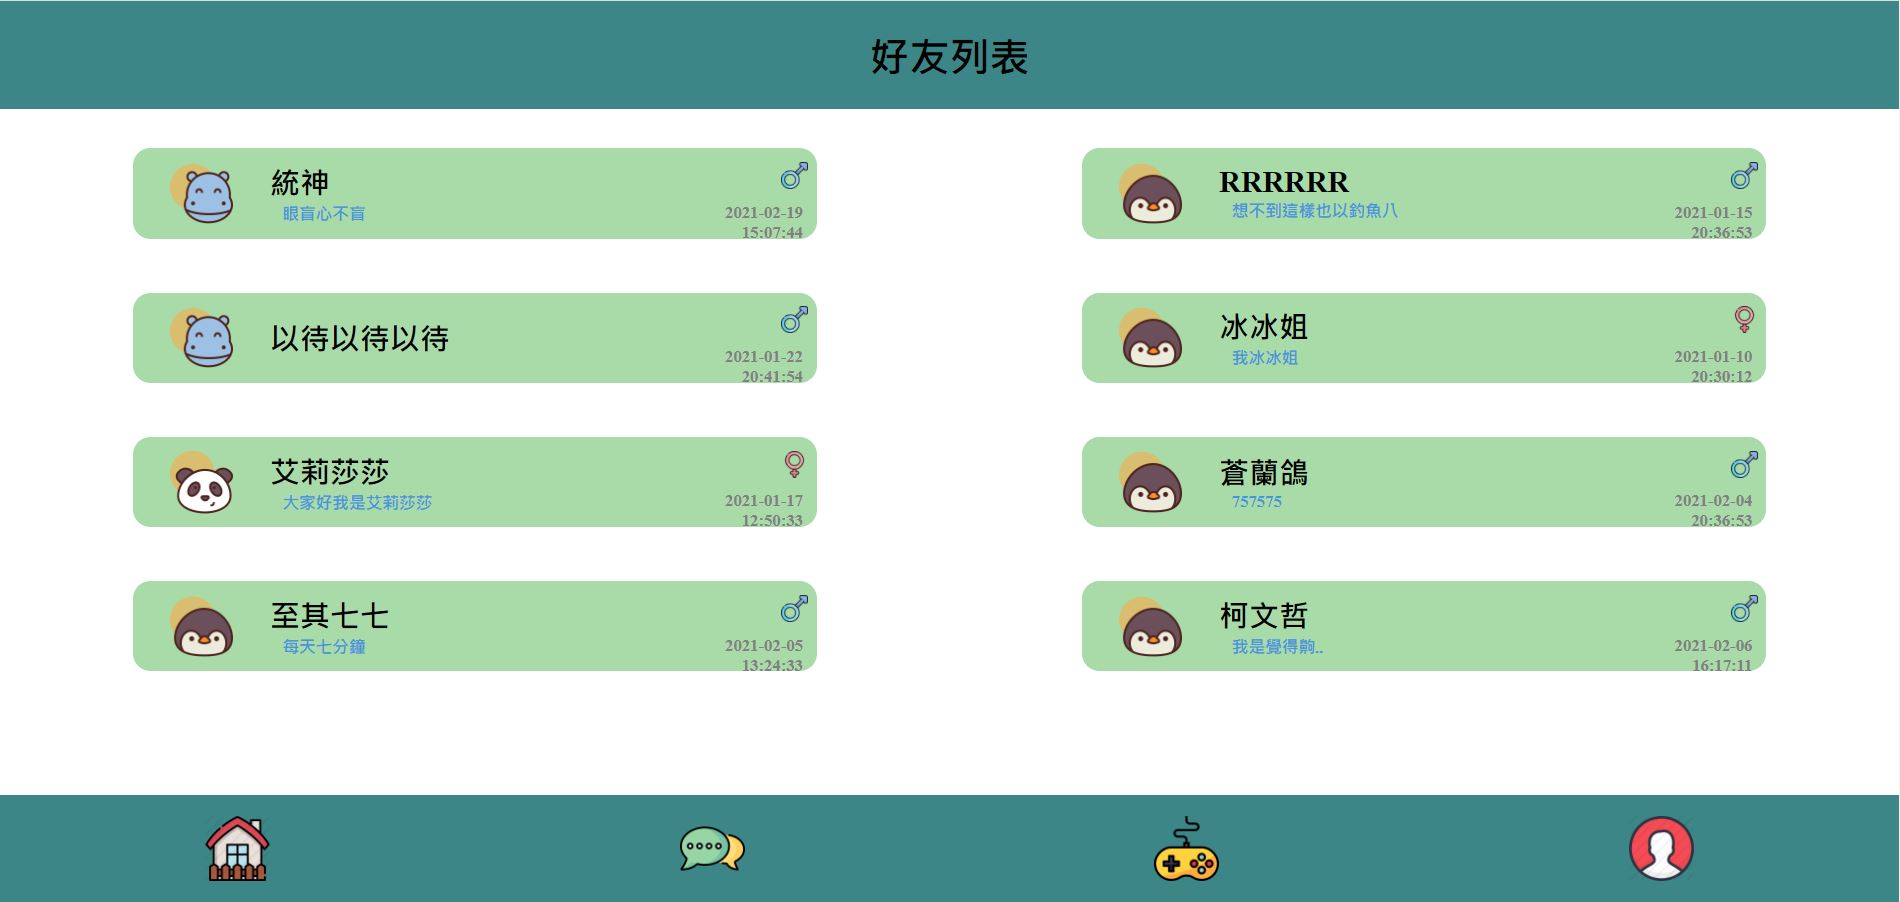 好友列表
統神
眼盲心不盲
2021-02-19
15:07:44
RRRRRR
想不到這樣也以釣魚八
2021-01-15
20:36:53
以待以待以待
2021-01-22
20:41:54
冰冰姐
我冰冰姐
2021-01-10
20:30:12
艾莉莎莎
大家好我是艾莉莎莎
2021-01-17
12:50:33
蒼蘭鴿
757575
2021-02-04
20:36:53
至其七七
每天七分鐘
2021-02-05
13:24:33
柯文哲
我是覺得齁..
2021-02-06
16:17:11